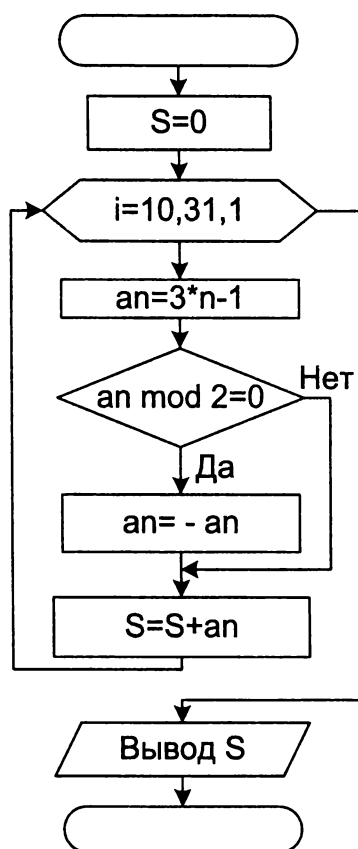 S=0
i=10,31,1
an=3*n-1
an mod 2=0
Нет
Да
an= - an
S=S+an
Вывод S